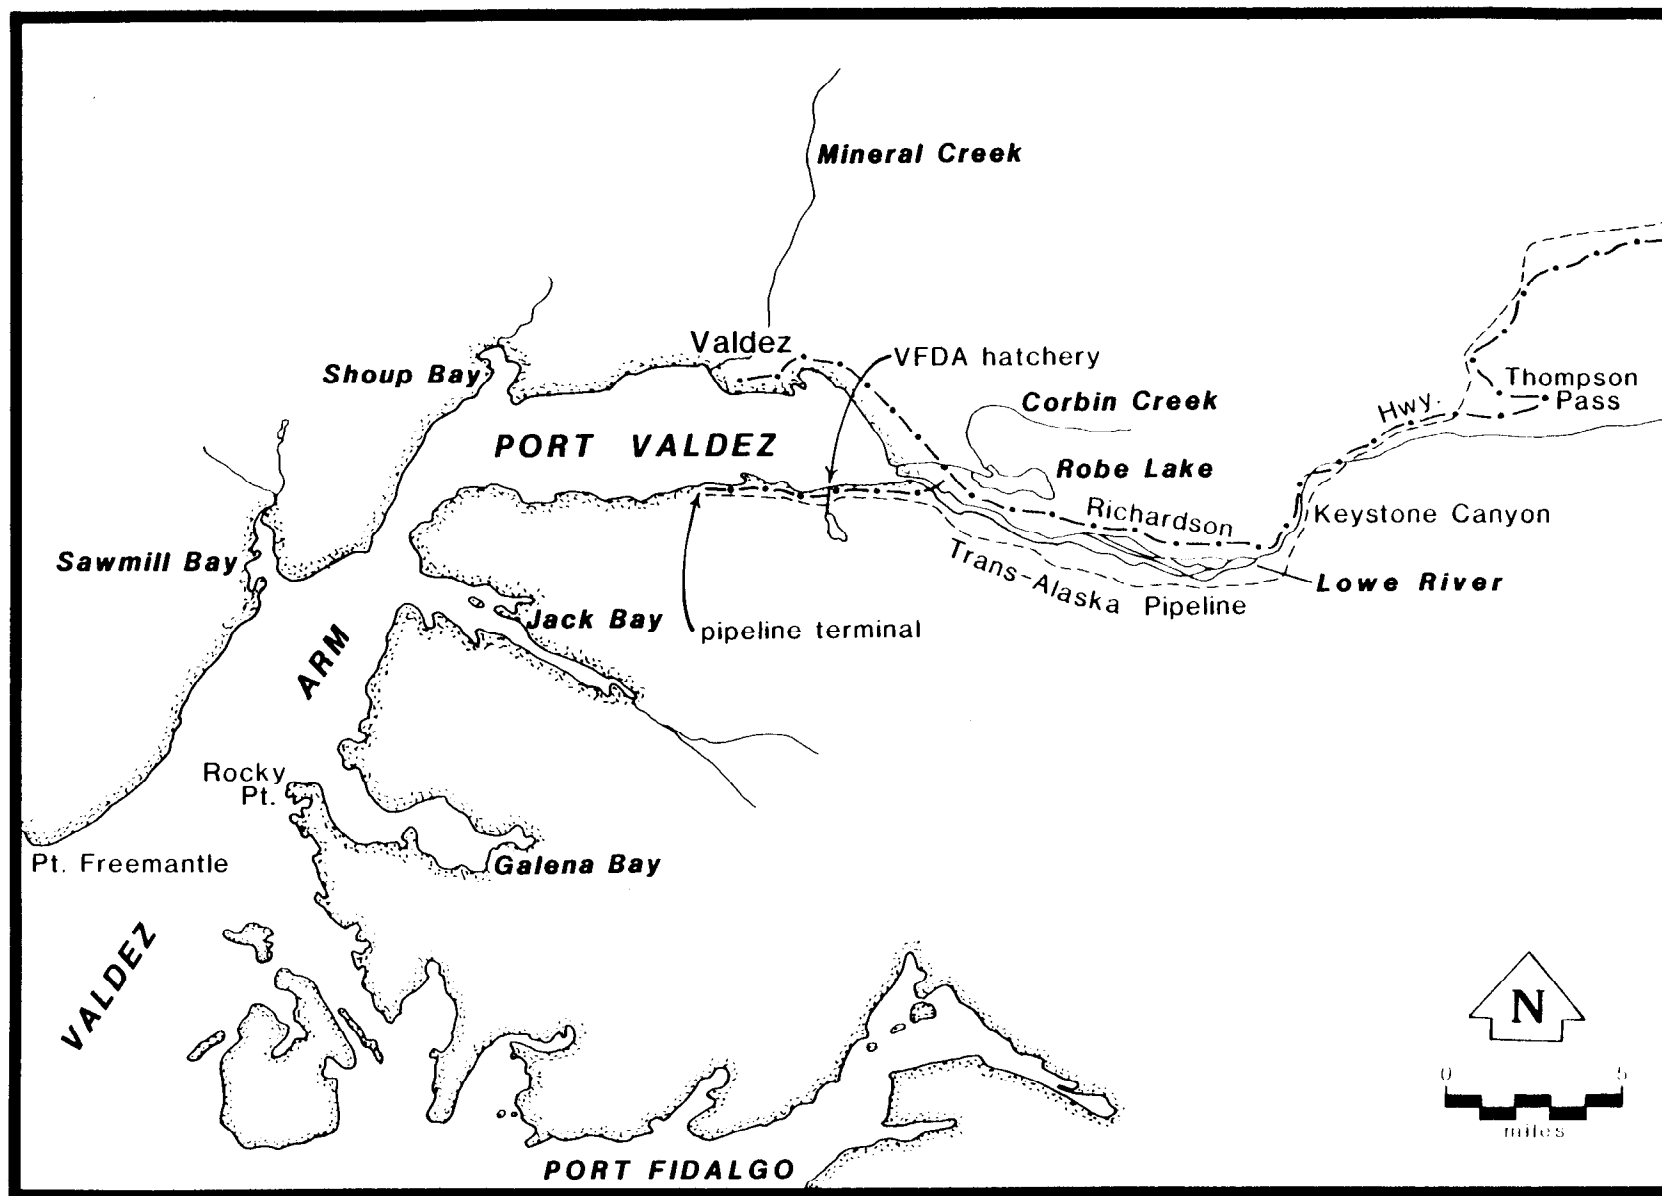 Mineral Creek
Valdez
VFDA hatchery
Shoup Bay
Thompson
Pass
Corbin Creek
Hwy.
PORT VALDEZ
Robe Lake
Richardson
Keystone Canyon
Sawmill Bay
Trans-Alaska Pipeline
Lowe River
Jack Bay
pipeline terminal
ARM
Rocky
Pt.
Pt. Freemantle
Galena Bay
VALDEZ
N
0 5
miles
PORT FIDALGO